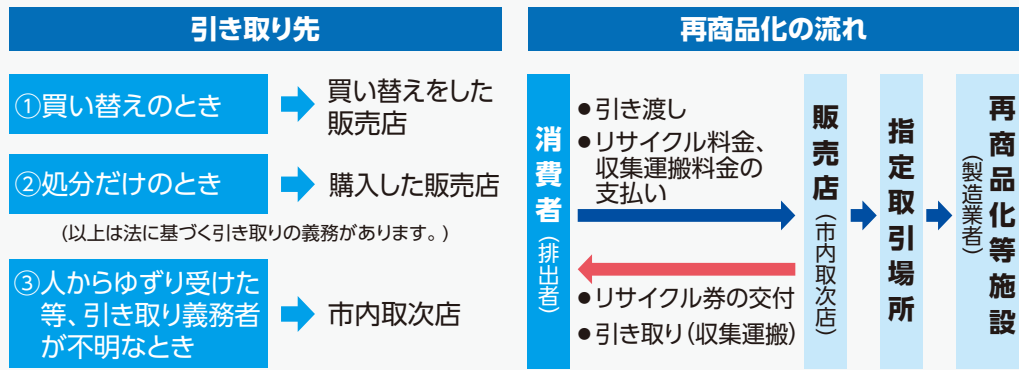 引き取り先
①買い替えのとき
買い替えをした
販売店
②処分だけのとき
購入した販売店
(以上は法に基づく引き取りの義務があります。)
③人からゆずり受けた
等、引き取り義務者
が不明なとき
市内取次店
再商品化の流れ
消費者(排出者)
●引き渡し
●リサイクル料金、
収集運搬料金の
支払い
●リサイクル券の交付
●引き取り(収集運搬)
販売店(市内取次店)
指定取引場所
再商品化等施設
(製造業者)